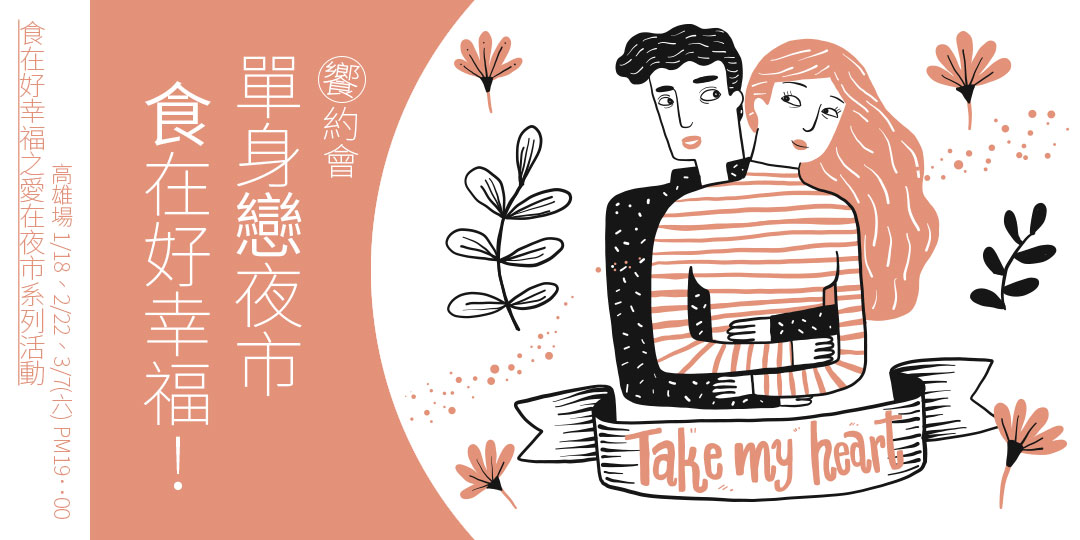 饗約會
單身戀夜市
食在好幸福！
高雄場 1/18、2/22、3/7(六) PM19：00
食在好幸福之愛在夜市系列活動
Take my heart